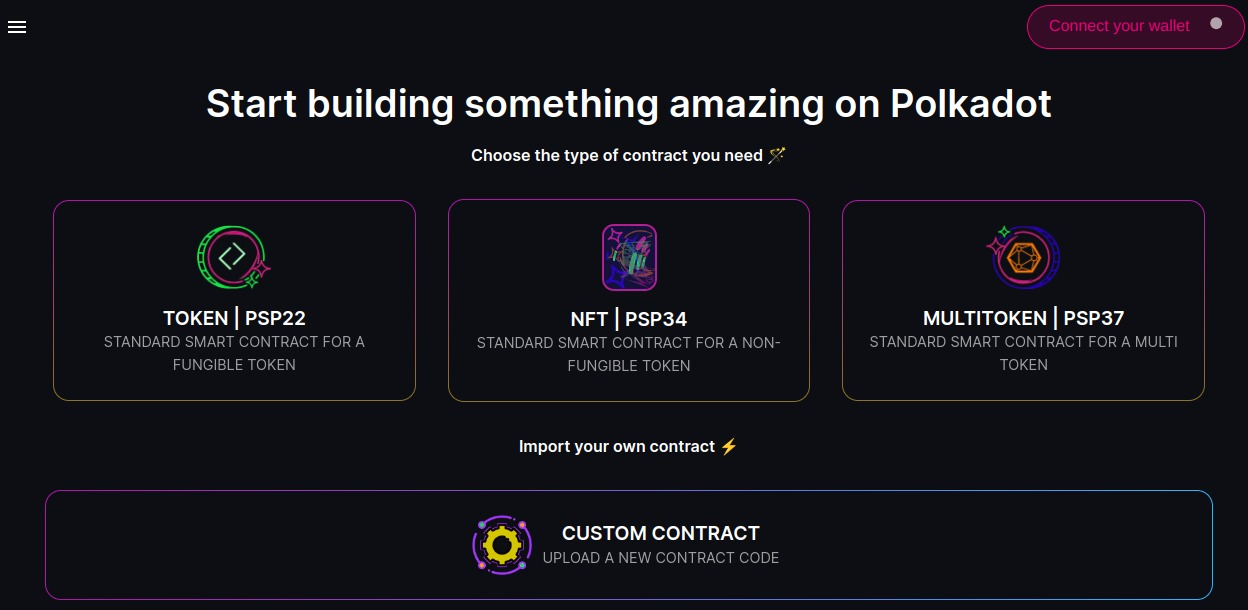 Connect your wallet
Start building something amazing on Polkadot
Choose the type of contract you need 🪄
TOKEN | PSP22
STANDARD SMART CONTRACT FOR A
FUNGIBLE TOKEN
NFT | PSP34
STANDARD SMART CONTRACT FOR A NON-
FUNGIBLE TOKEN
MULTITOKEN | PSP37
STANDARD SMART CONTRACT FOR A MULTI
TOKEN
Import your own contract ⚡
CUSTOM CONTRACT
UPLOAD A NEW CONTRACT CODE